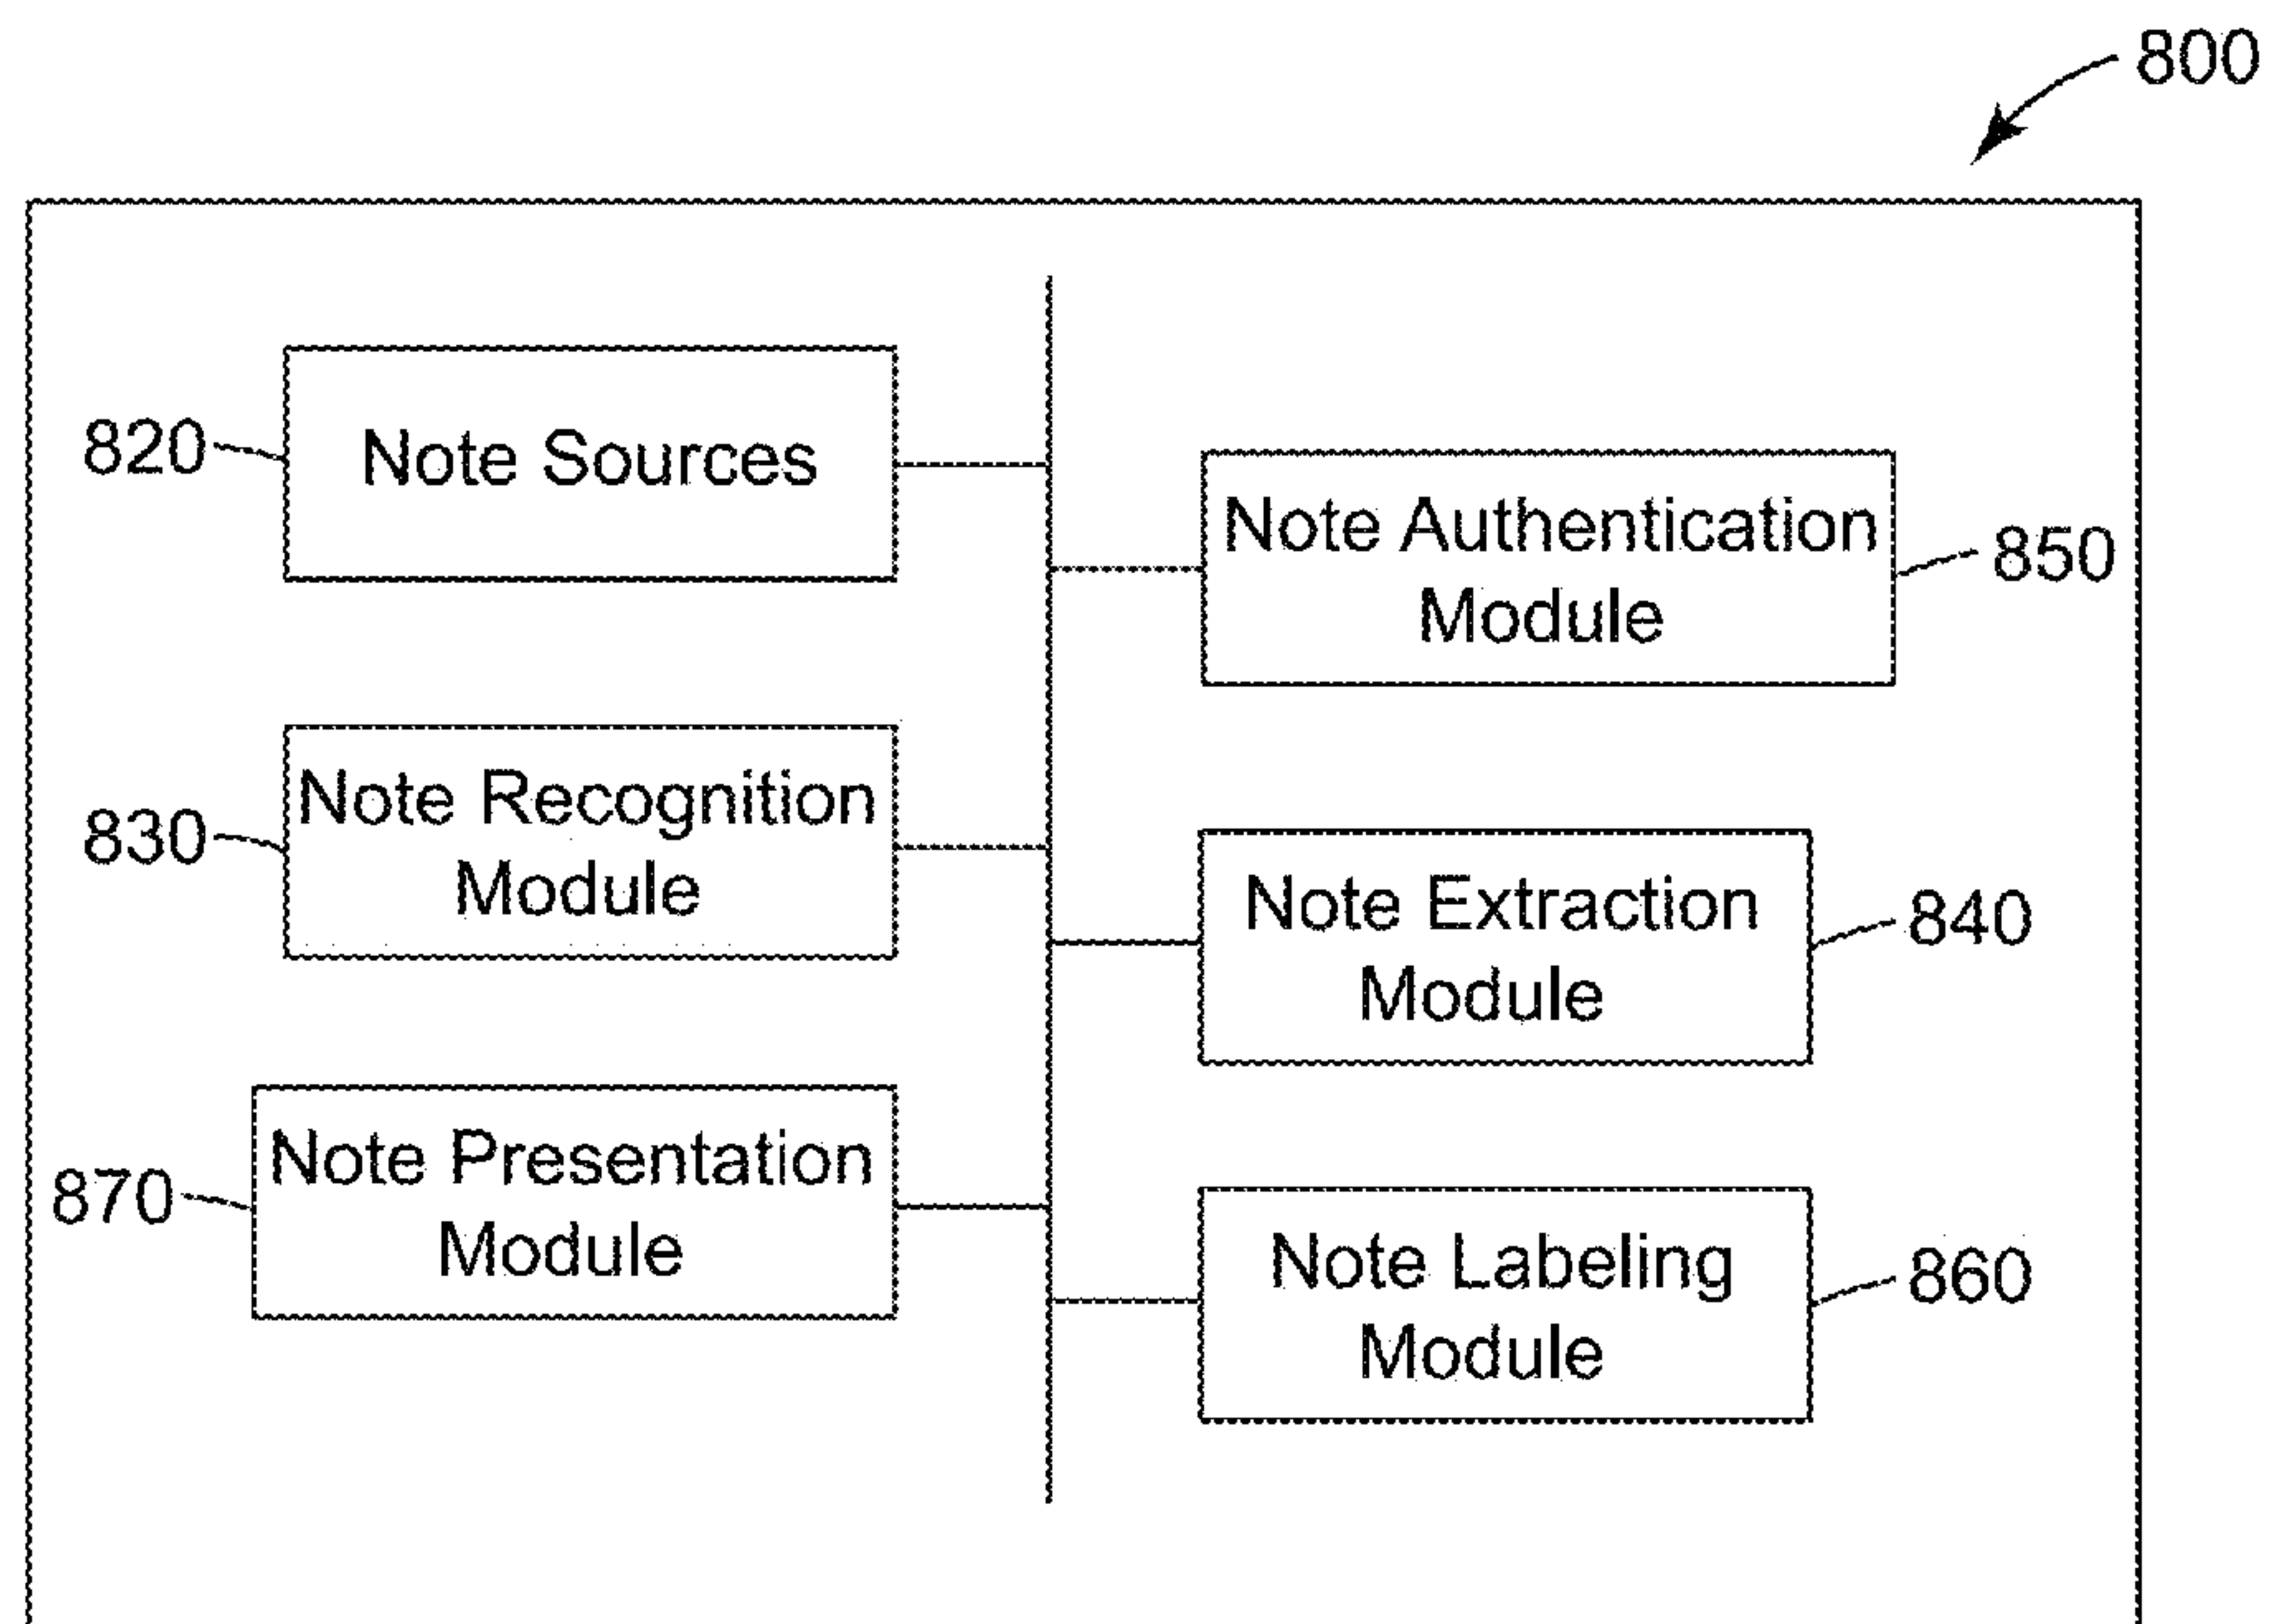 800
820
Note Sources
Note Authentication
Module
850
830
Note Recognition
Module
Note Extraction
Module
840
870
Note Presentation
Module
Note Labeling
Module
860